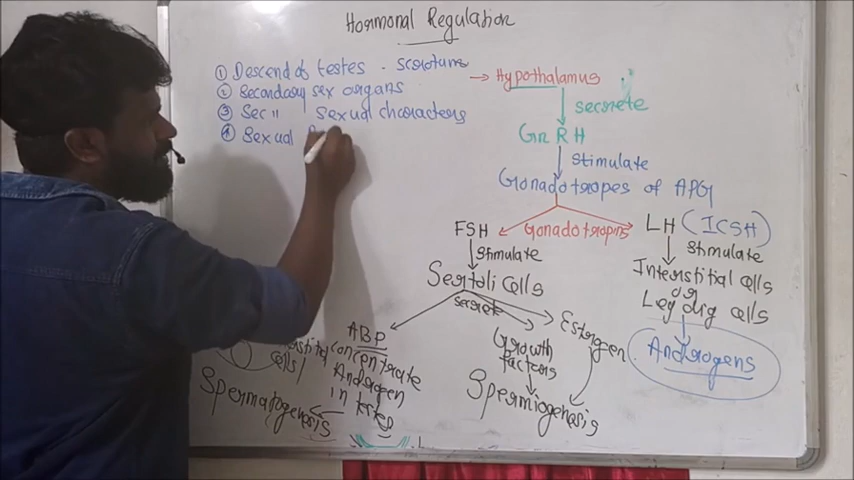 Hormonal Regulation
① Descend of testes - scrotum
② Secondary sex organs
③ Sec " sexual characters
④ Sexual
→ Hypothalamus
secrete
GnRH
stimulate
Gonadotropes of APG
Gonadotropins
FSH
LH (ICSH)
stimulate
stimulate
Sertoli cells
Interstitial cells
or
Leydig cells
secrete
Androgens
ABP
concentrate
Androgen
in testes
Growth
factors
Estrogen
cells
Spermatogenesis
Spermiogenesis